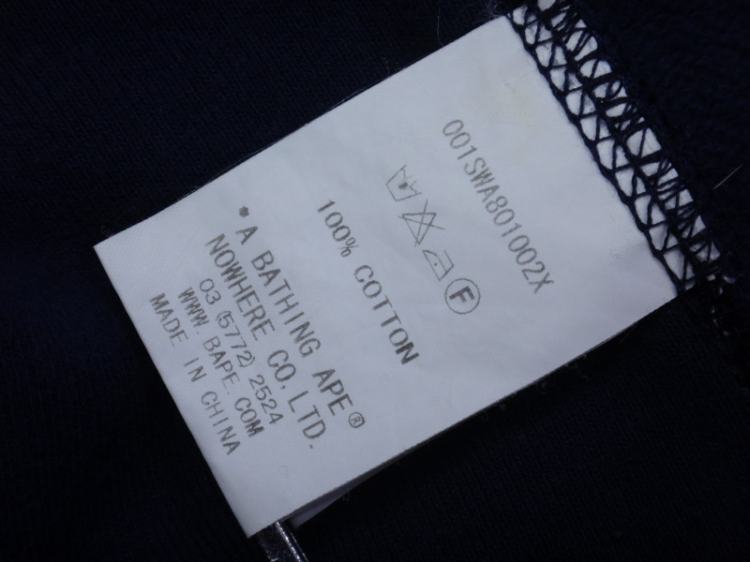 001SWA801002X
F
100% COTTON
*A BATHING APE®
NOWHERE CO, LTD.
03 (5772) 2524
WWW.BAPE.COM
MADE IN CHINA